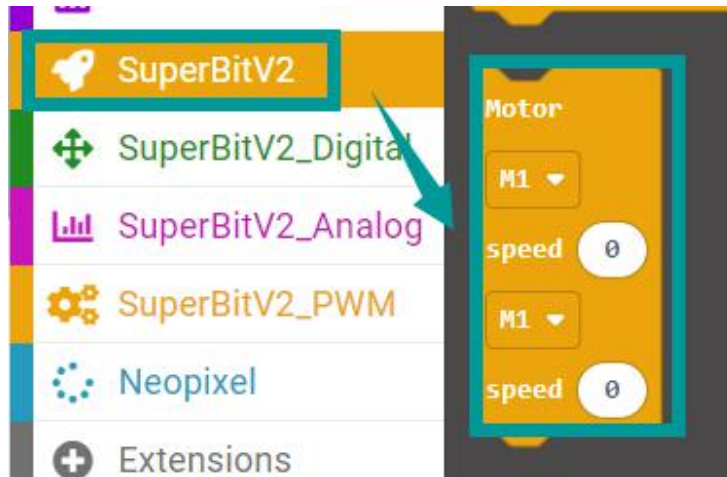 SuperBitV2
SuperBitV2_Digital
SuperBitV2_Analog
SuperBitV2_PWM
Neopixel
Extensions
Motor
M1
speed 0
M1
speed 0